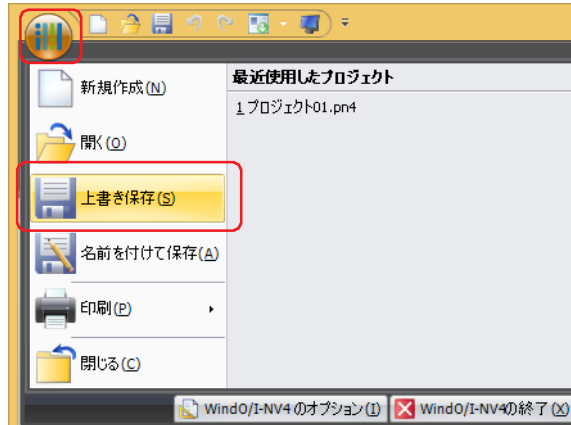 新規作成(N)
開く(O)
上書き保存(S)
名前を付けて保存(A)
印刷(P)
閉じる(C)
最近使用したプロジェクト
1 プロジェクト01.pn4
WindO/I-NV4 のオプション(I)
WindO/I-NV4の終了(X)